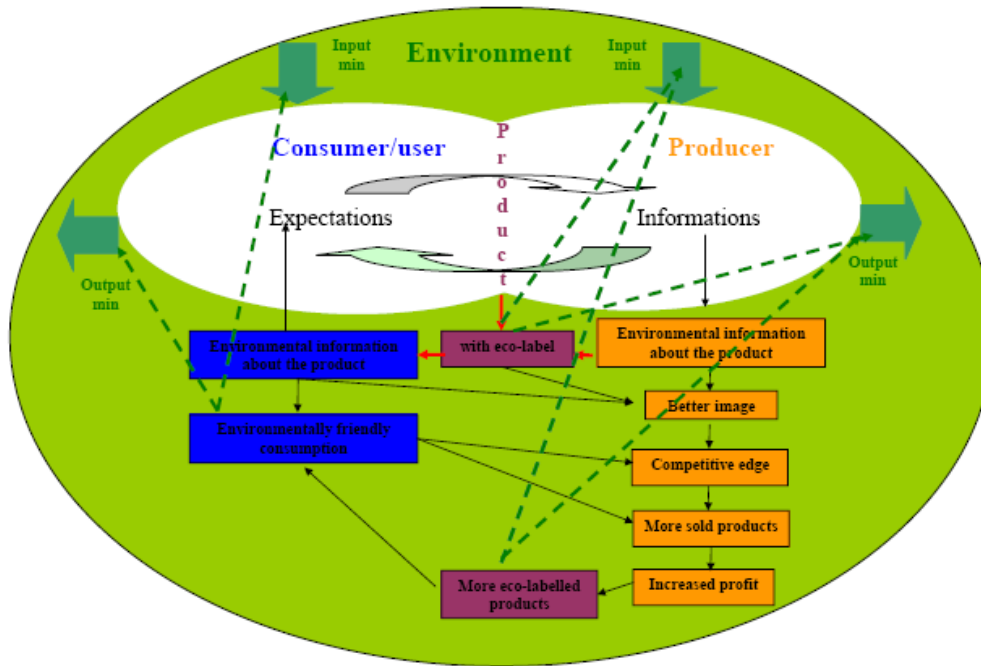 Input
min
Environment
Input
min
Consumer/user
Product
Producer
Expectations
Informations
Output
min
Output
min
Environmental information
about the product
with eco-label
Environmental information
about the product
Better image
Environmentally friendly
consumption
Competitive edge
More sold products
More eco-labelled
products
Increased profit